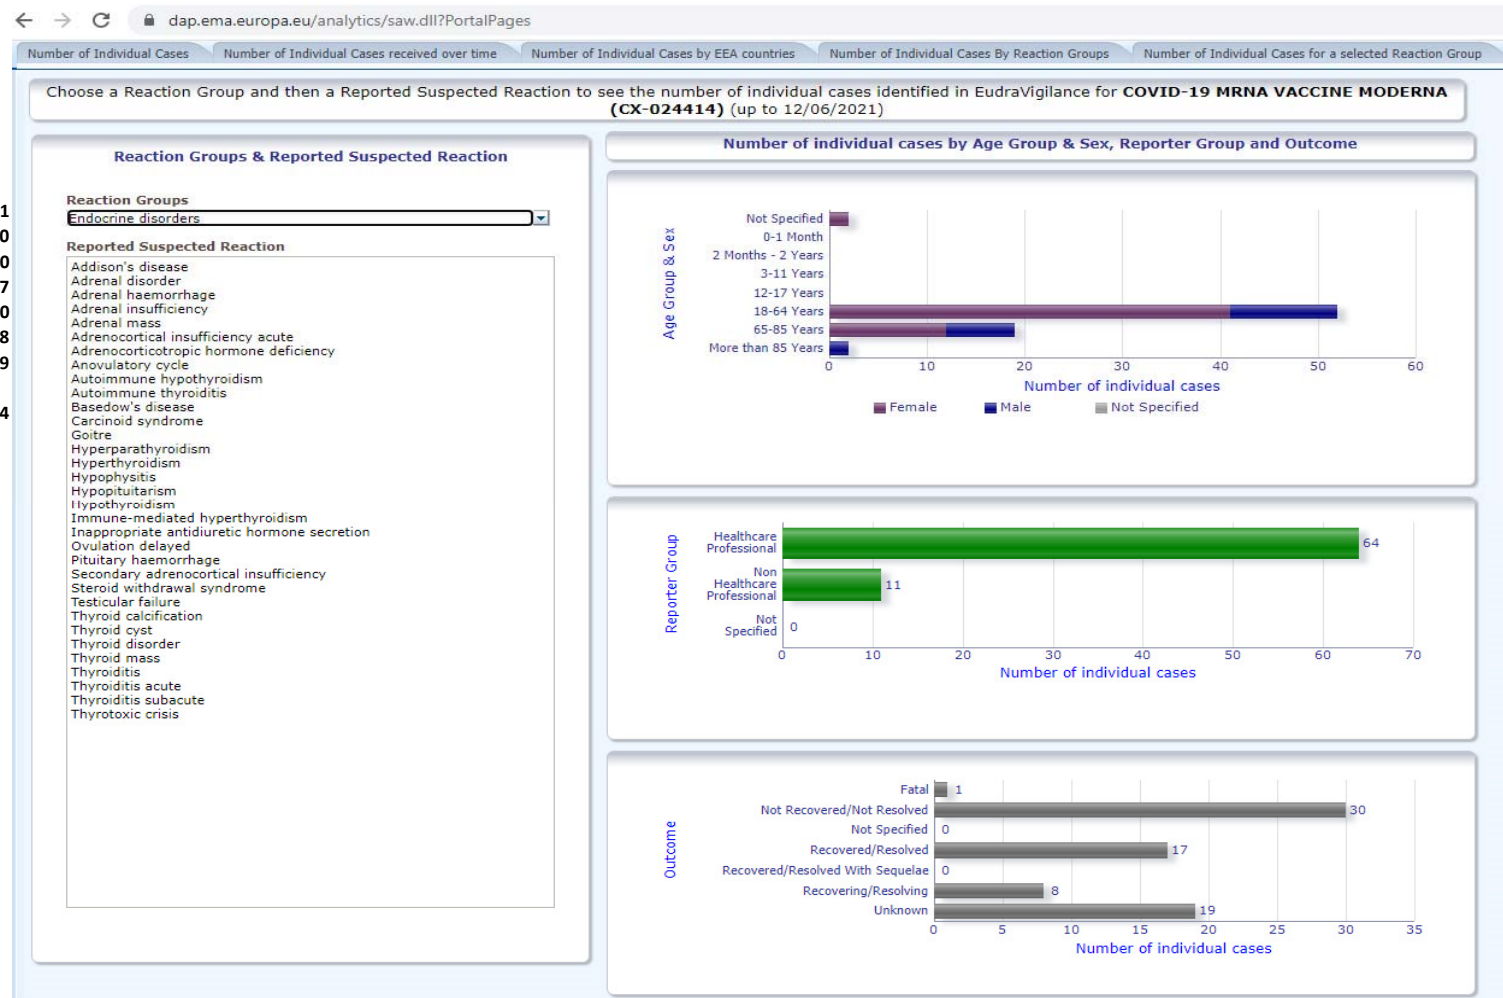 dap.ema.europa.eu/analytics/saw.dll?PortalPages
Number of Individual Cases
Number of Individual Cases received over time
Number of Individual Cases by EEA countries
Number of Individual Cases By Reaction Groups
Number of Individual Cases for a selected Reaction Group
Choose a Reaction Group and then a Reported Suspected Reaction to see the number of individual cases identified in EudraVigilance for COVID-19 MRNA VACCINE MODERNA
(CX-024414) (up to 12/06/2021)
1
0
0
7
0
8
9
4
Reaction Groups & Reported Suspected Reaction
Reaction Groups
Endocrine disorders
Reported Suspected Reaction
Addison's disease
Adrenal disorder
Adrenal haemorrhage
Adrenal insufficiency
Adrenal mass
Adrenocortical insufficiency acute
Adrenocorticotropic hormone deficiency
Anovulatory cycle
Autoimmune hypothyroidism
Autoimmune thyroiditis
Basedow's disease
Carcinoid syndrome
Goitre
Hyperparathyroidism
Hyperthyroidism
Hypophysitis
Hypopituitarism
Hypothyroidism
Immune-mediated hyperthyroidism
Inappropriate antidiuretic hormone secretion
Ovulation delayed
Pituitary haemorrhage
Secondary adrenocortical insufficiency
Steroid withdrawal syndrome
Testicular failure
Thyroid calcification
Thyroid cyst
Thyroid disorder
Thyroid mass
Thyroiditis
Thyroiditis acute
Thyroiditis subacute
Thyrotoxic crisis
Number of individual cases by Age Group & Sex, Reporter Group and Outcome
Age Group & Sex
Not Specified
0-1 Month
2 Months - 2 Years
3-11 Years
12-17 Years
18-64 Years
65-85 Years
More than 85 Years
0 10 20 30 40 50 60
Number of individual cases
Female Male Not Specified
Reporter Group
Healthcare
Professional
64
Non
Healthcare
Professional
11
Not
Specified
0
0 10 20 30 40 50 60 70
Number of individual cases
Outcome
Fatal 1
Not Recovered/Not Resolved 30
Not Specified 0
Recovered/Resolved 17
Recovered/Resolved With Sequelae 0
Recovering/Resolving 8
Unknown 19
0 5 10 15 20 25 30 35
Number of individual cases